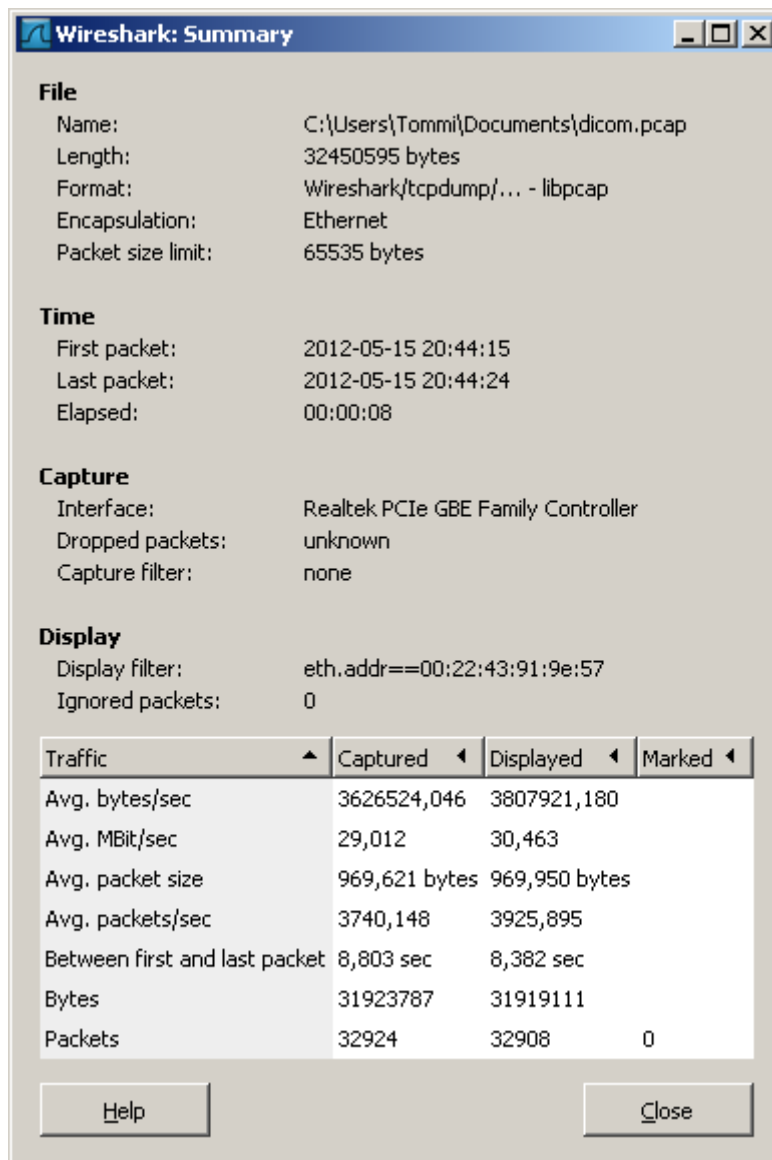 Wireshark: Summary
File
Name: C:\Users\Tommi\Documents\dicom.pcap
Length: 32450595 bytes
Format: Wireshark/tcpdump/... - libpcap
Encapsulation: Ethernet
Packet size limit: 65535 bytes
Time
First packet: 2012-05-15 20:44:15
Last packet: 2012-05-15 20:44:24
Elapsed: 00:00:08
Capture
Interface: Realtek PCIe GBE Family Controller
Dropped packets: unknown
Capture filter: none
Display
Display filter: eth.addr==00:22:43:91:9e:57
Ignored packets: 0
Traffic Captured Displayed Marked
Avg. bytes/sec 3626524,046 3807921,180
Avg. MBit/sec 29,012 30,463
Avg. packet size 969,621 bytes 969,950 bytes
Avg. packets/sec 3740,148 3925,895
Between first and last packet 8,803 sec 8,382 sec
Bytes 31923787 31919111
Packets 32924 32908 0
Help Close